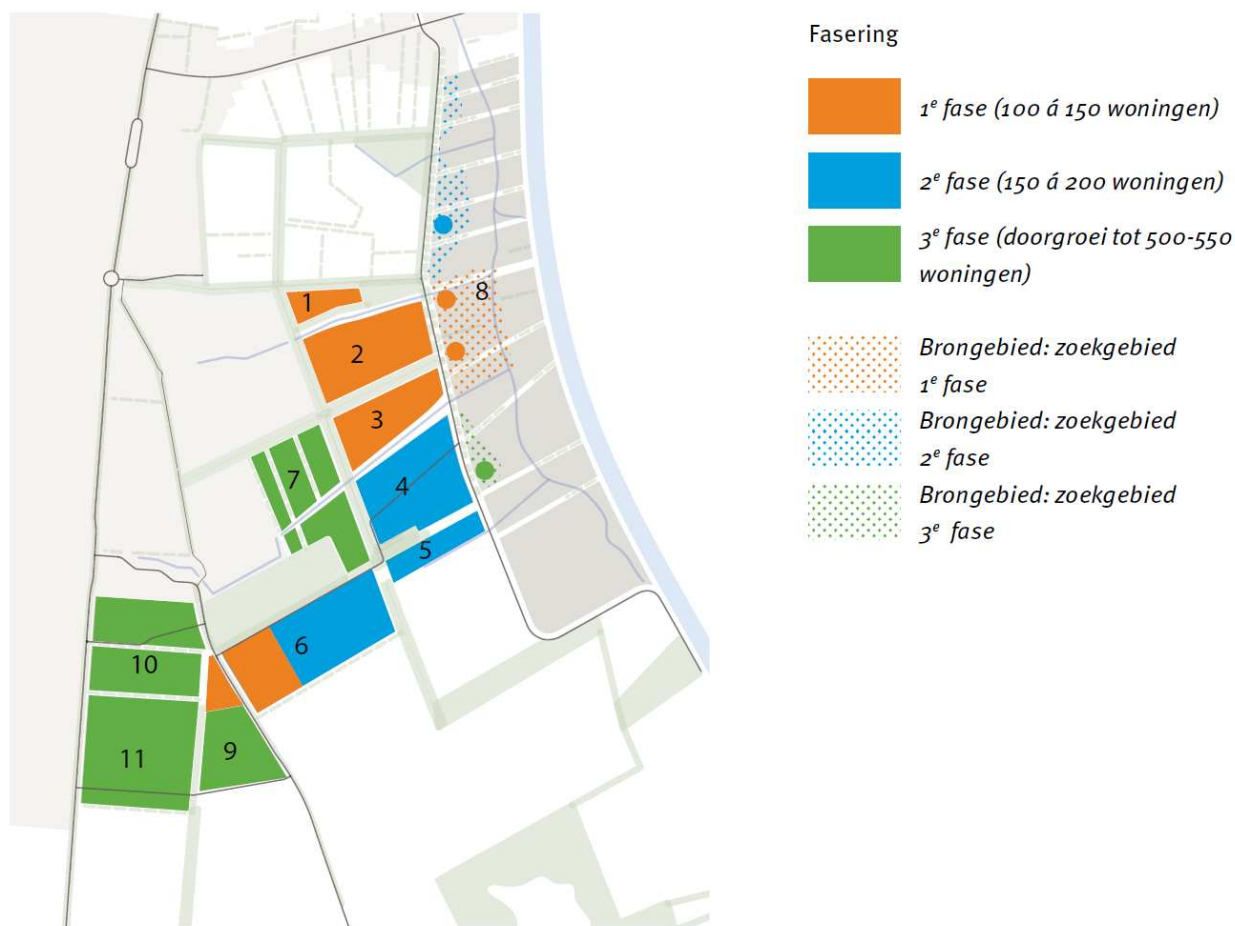 Fasering
1e fase (100 á 150 woningen)
2e fase (150 á 200 woningen)
3e fase (doorgroei tot 500-550
woningen)
Brongebied: zoekgebied
1e fase
Brongebied: zoekgebied
2e fase
Brongebied: zoekgebied
3e fase
1
8
2
3
7
4
5
6
10
9
11